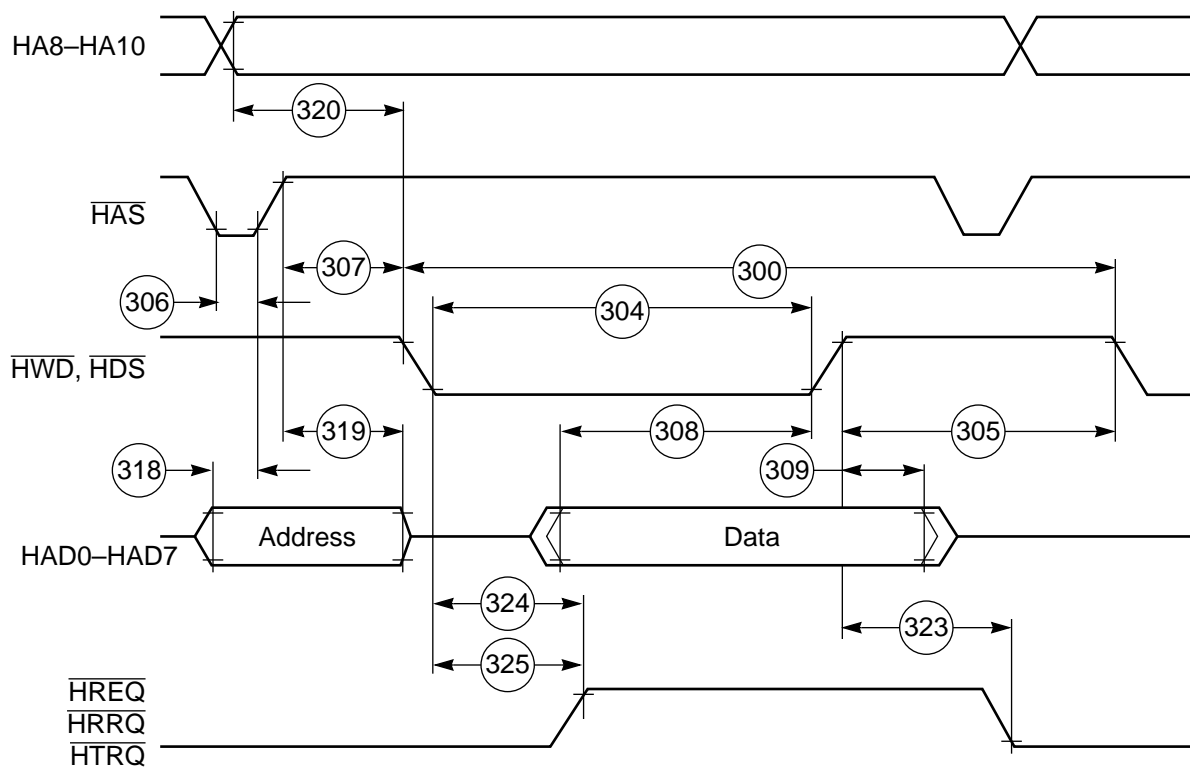 HA8–HA10
320
HAS
307
300
306
304
HWD, HDS
319
308
305
318
309
Address
Data
HAD0–HAD7
324
323
325
HREQ
HRRQ
HTRQ